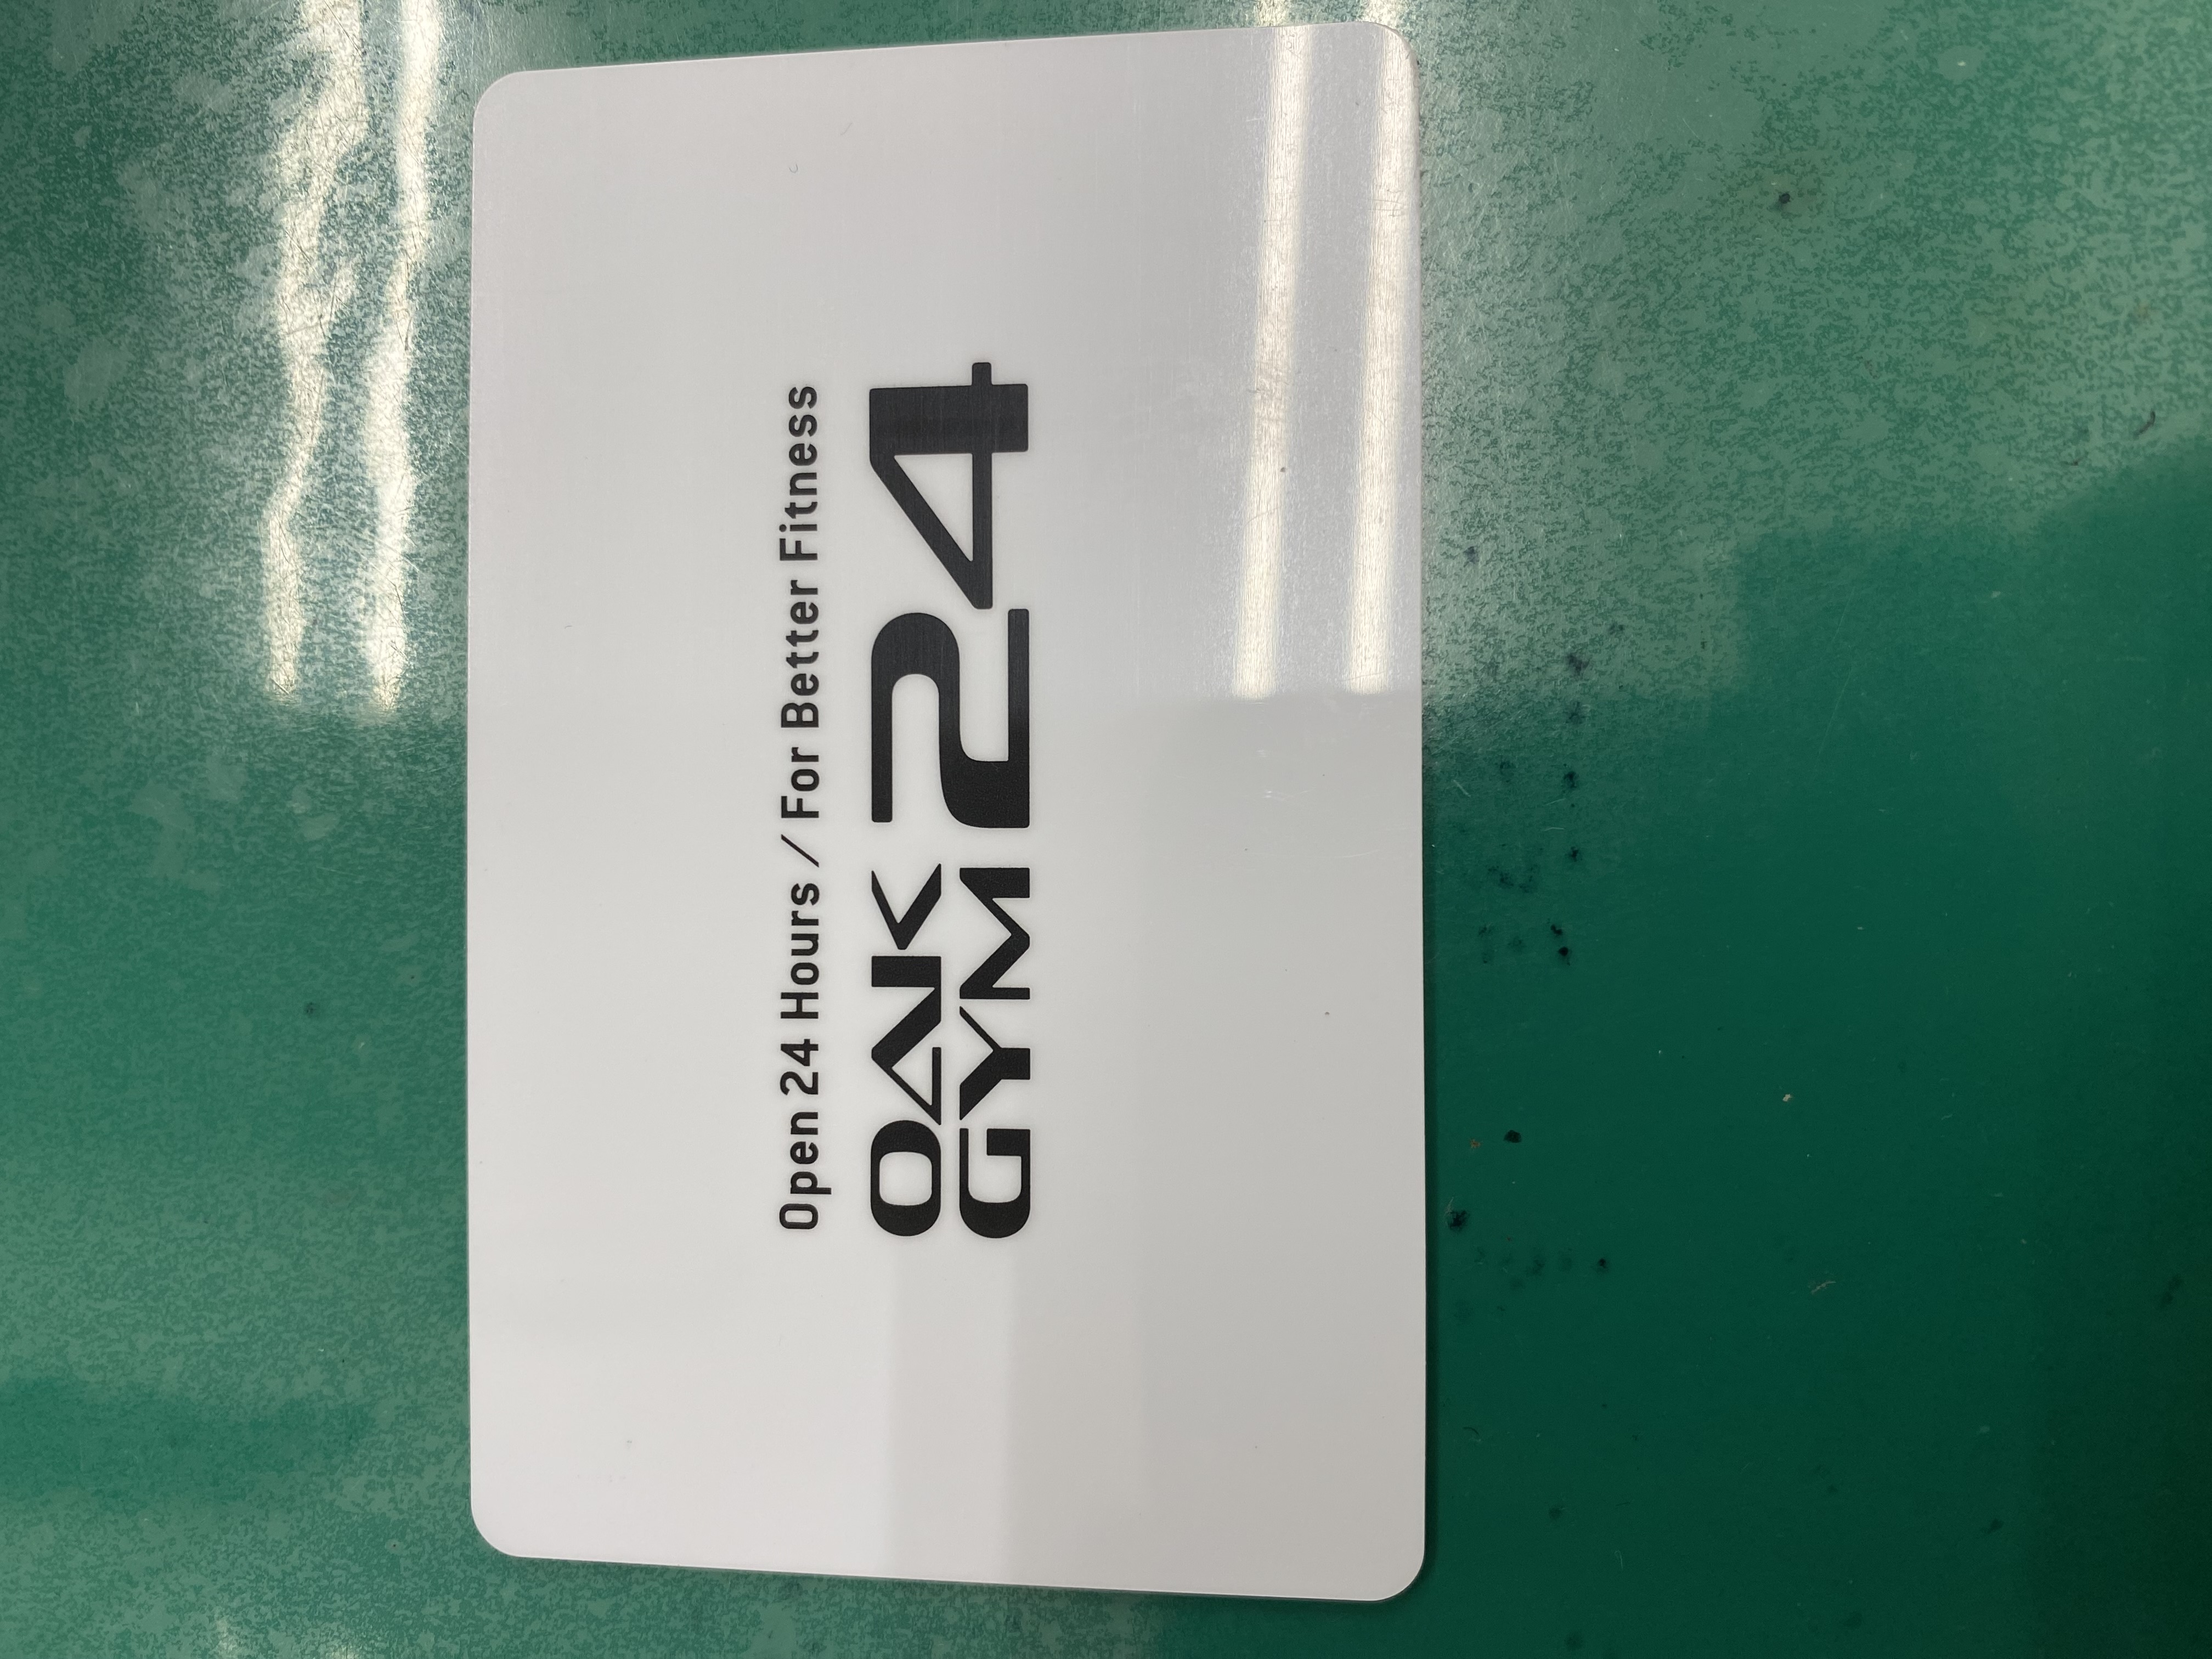 Open 24 Hours / For Better Fitness
OAK
GYM 24